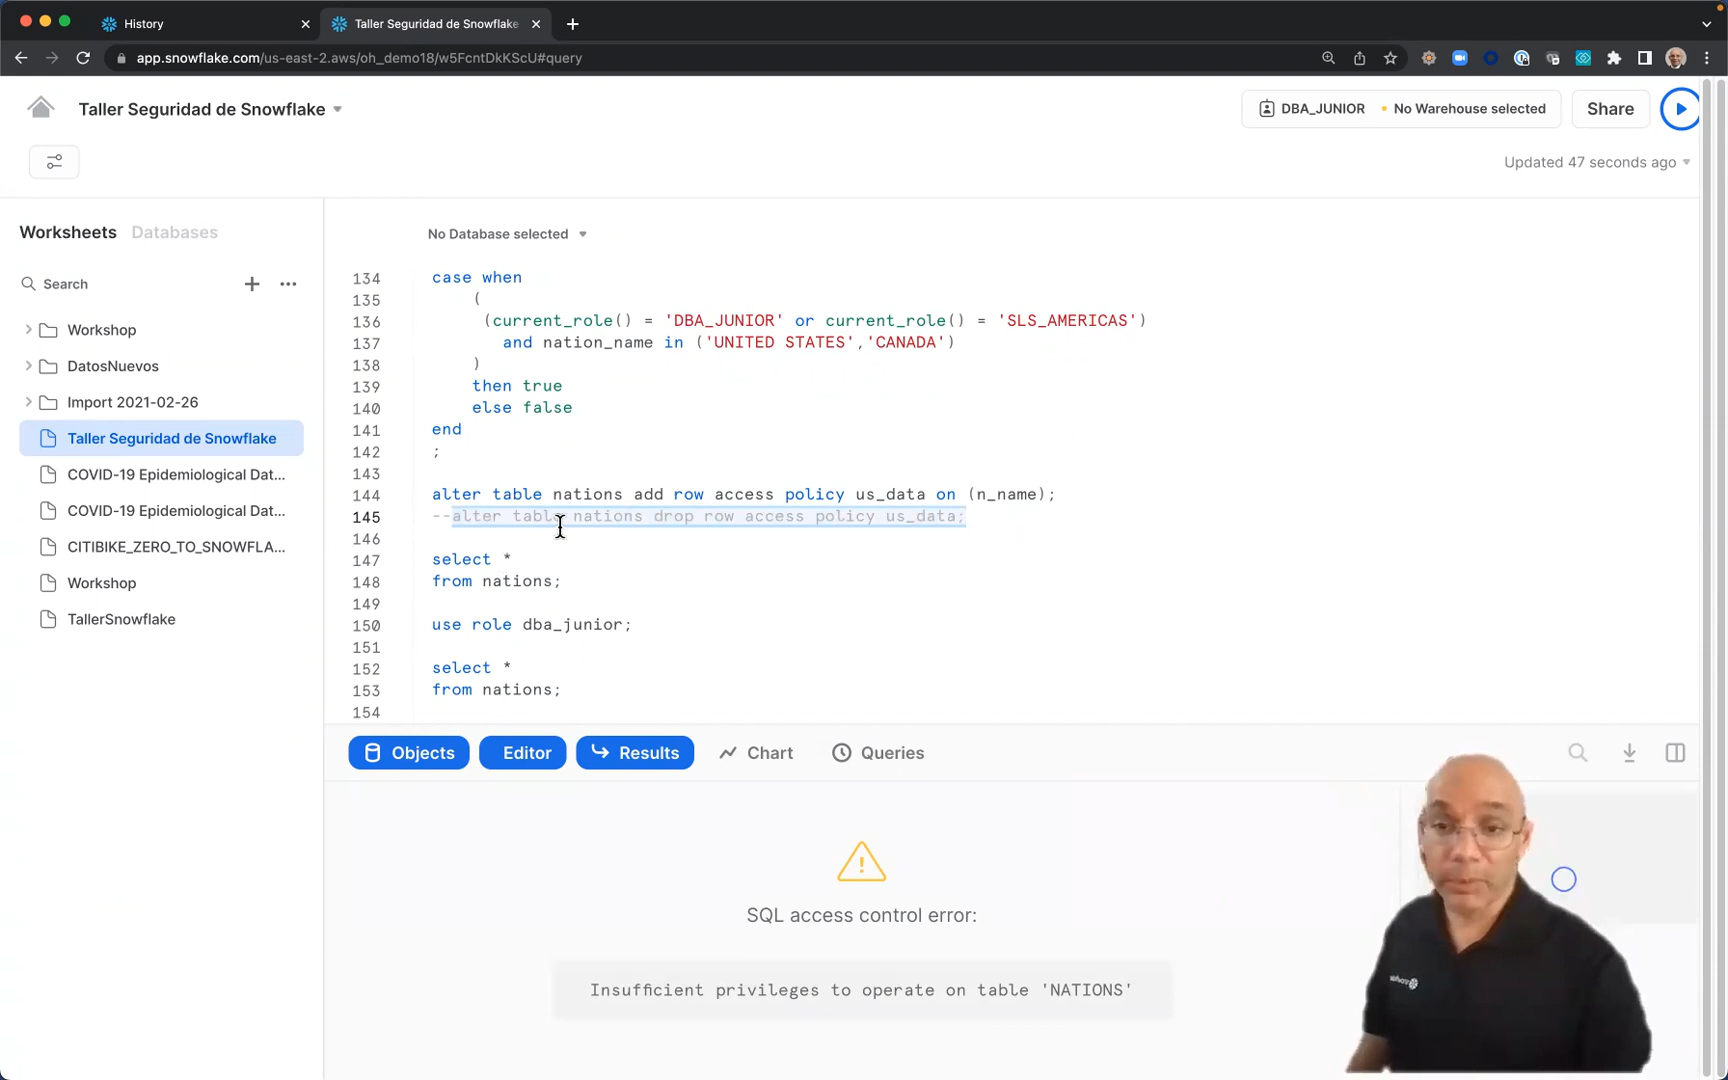 History
Taller Seguridad de Snowflake
app.snowflake.com/us-east-2.aws/oh_demo18/w5FcntDkKScU#query
Taller Seguridad de Snowflake
DBA_JUNIOR
No Warehouse selected
Share
Updated 47 seconds ago
Worksheets
Databases
No Database selected
Search
Workshop
DatosNuevos
Import 2021-02-26
Taller Seguridad de Snowflake
COVID-19 Epidemiological Dat...
COVID-19 Epidemiological Dat...
CITIBIKE_ZERO_TO_SNOWFLA...
Workshop
TallerSnowflake
134 case when
135 (
136 (current_role() = 'DBA_JUNIOR' or current_role() = 'SLS_AMERICAS')
137 and nation_name in ('UNITED STATES','CANADA')
138 )
139 then true
140 else false
141 end
142 ;
143
144 alter table nations add row access policy us_data on (n_name);
145 --alter table nations drop row access policy us_data;
146
147 select *
148 from nations;
149
150 use role dba_junior;
151
152 select *
153 from nations;
154
Objects
Editor
Results
Chart
Queries
SQL access control error:
Insufficient privileges to operate on table 'NATIONS'